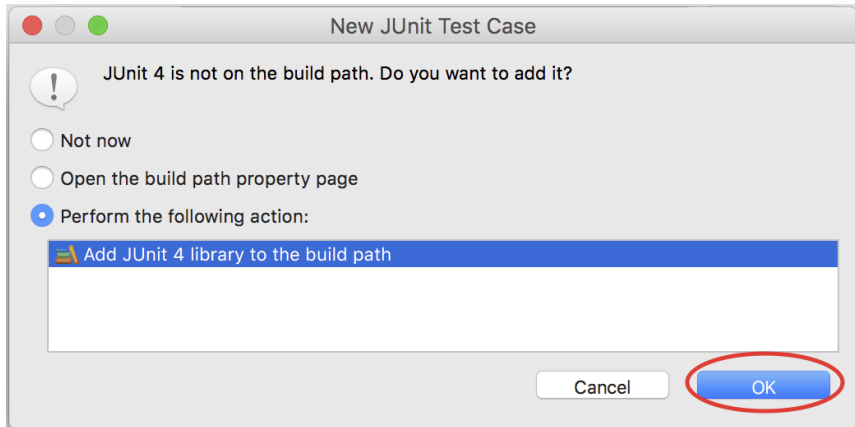 New JUnit Test Case
JUnit 4 is not on the build path. Do you want to add it?
Not now
Open the build path property page
Perform the following action:
Add JUnit 4 library to the build path
Cancel
OK